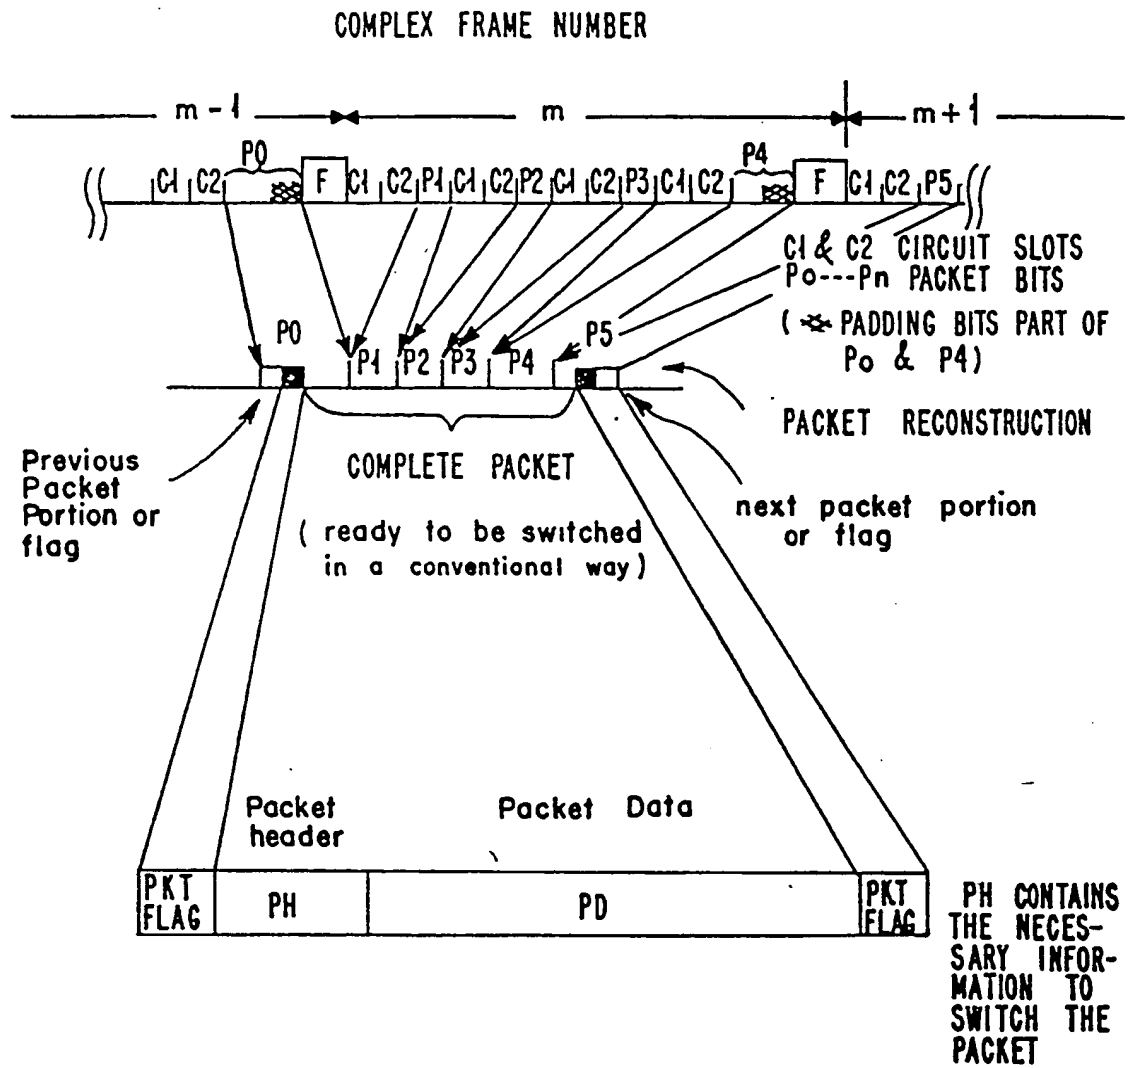 COMPLEX FRAME NUMBER
m-1 m m+1
P0 P4
C1 C2 F C1 C2 P1 C1 C2 P2 C1 C2 P3 C1 C2 F C1 C2 P5
C1 & C2 CIRCUIT SLOTS
Po---Pn PACKET BITS
( PADDING BITS PART OF
Po & P4)
P0 P1 P2 P3 P4 P5
PACKET RECONSTRUCTION
Previous
Packet
Portion or
flag
COMPLETE PACKET
(ready to be switched
in a conventional way)
next packet portion
or flag
Packet
header
Packet Data
PKT
FLAG
PH
PD
PKT
FLAG
PH CONTAINS
THE NECES-
SARY INFOR-
MATION TO
SWITCH THE
PACKET